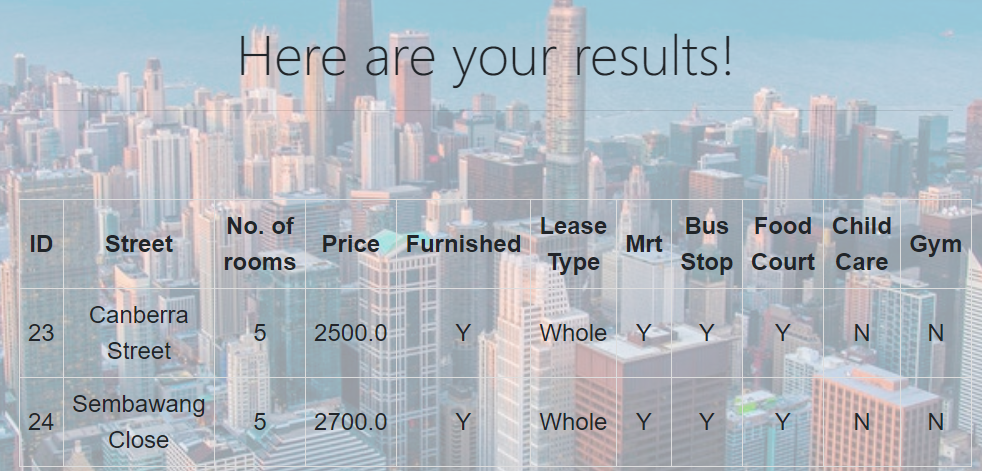 Here are your results!
ID Street No. of rooms Price Furnished Lease Type Mrt Bus Stop Food Court Child Care Gym
23 Canberra Street 5 2500.0 Y Whole Y Y Y N N
24 Sembawang Close 5 2700.0 Y Whole Y Y Y N N